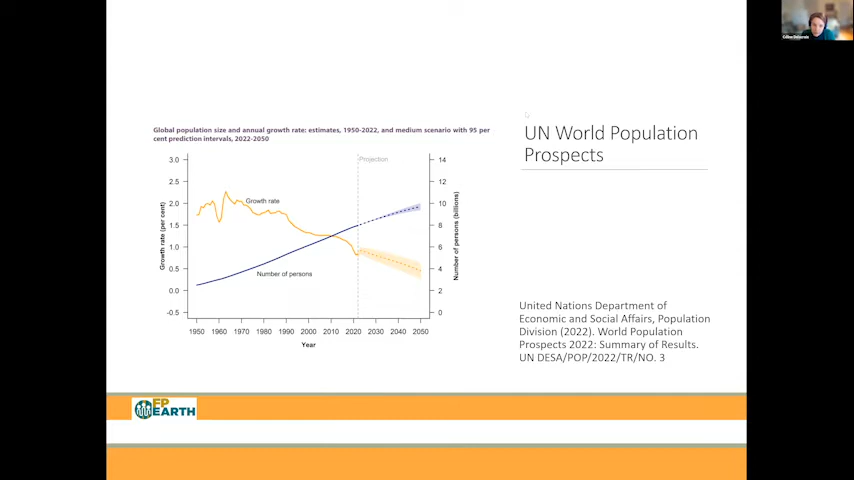 Global population size and annual growth rate: estimates, 1950-2022, and medium scenario with 95 per
cent prediction intervals, 2022-2050
Projection
3.0
2.5
2.0
1.5
1.0
0.5
0.0
-0.5
Growth rate (per cent)
Growth rate
Number of persons
14
12
10
8
6
4
2
0
Number of persons (billions)
1950 1960 1970 1980 1990 2000 2010 2020 2030 2040 2050
Year
UN World Population
Prospects
United Nations Department of
Economic and Social Affairs, Population
Division (2022). World Population
Prospects 2022: Summary of Results.
UN DESA/POP/2022/TR/NO. 3
FP
EARTH